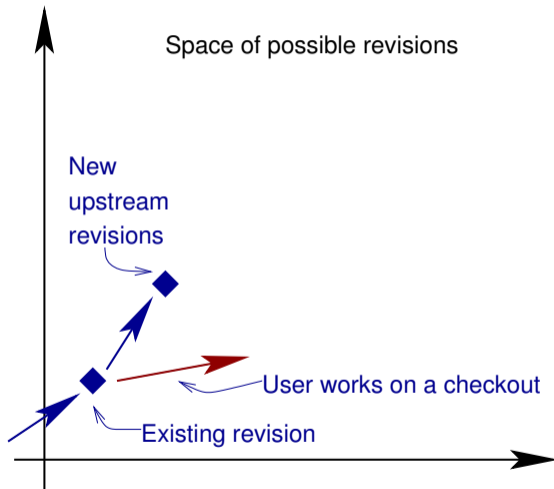 Space of possible revisions
New
upstream
revisions
User works on a checkout
Existing revision